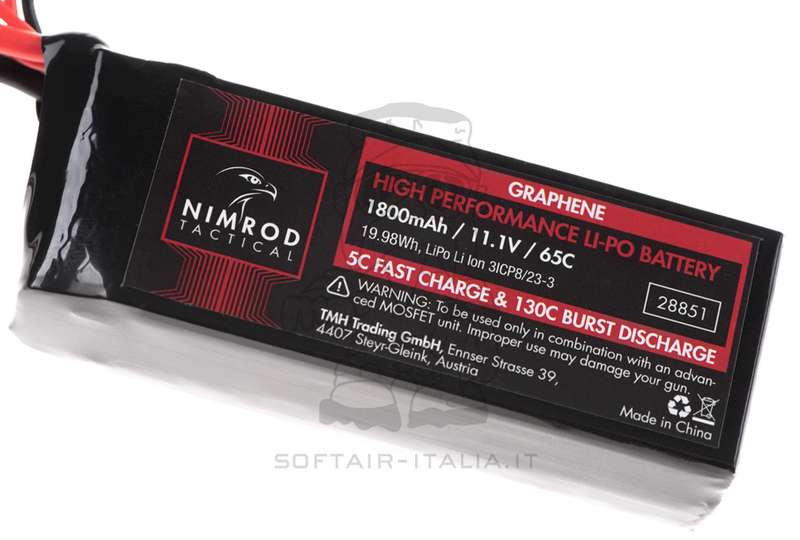 NIMROD
TACTICAL
GRAPHENE
HIGH PERFORMANCE LI-PO BATTERY
1800mAh / 11.1V / 65C
19.98Wh, LiPo Li Ion 3ICP8/23-3
28851
5C FAST CHARGE & 130C BURST DISCHARGE
WARNING: To be used only in combination with an advan-
ced MOSFET unit. Improper use may damage your gun.
TMH Trading GmbH, Ennser Strasse 39,
4407 Steyr-Gleink, Austria
Made in China
SOFTAIR-ITALIA.IT